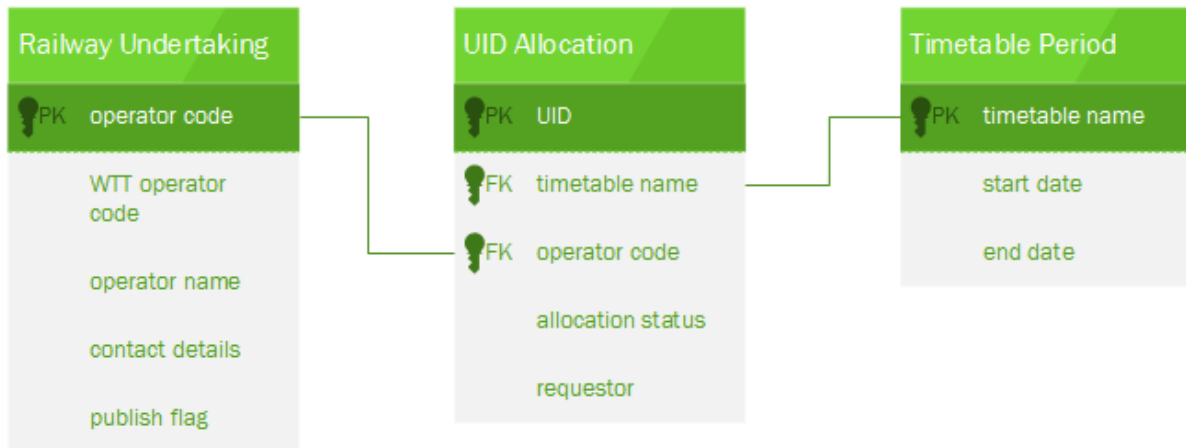 Railway Undertaking
PK operator code
WTT operator
code
operator name
contact details
publish flag
UID Allocation
PK UID
FK timetable name
FK operator code
allocation status
requestor
Timetable Period
PK timetable name
start date
end date